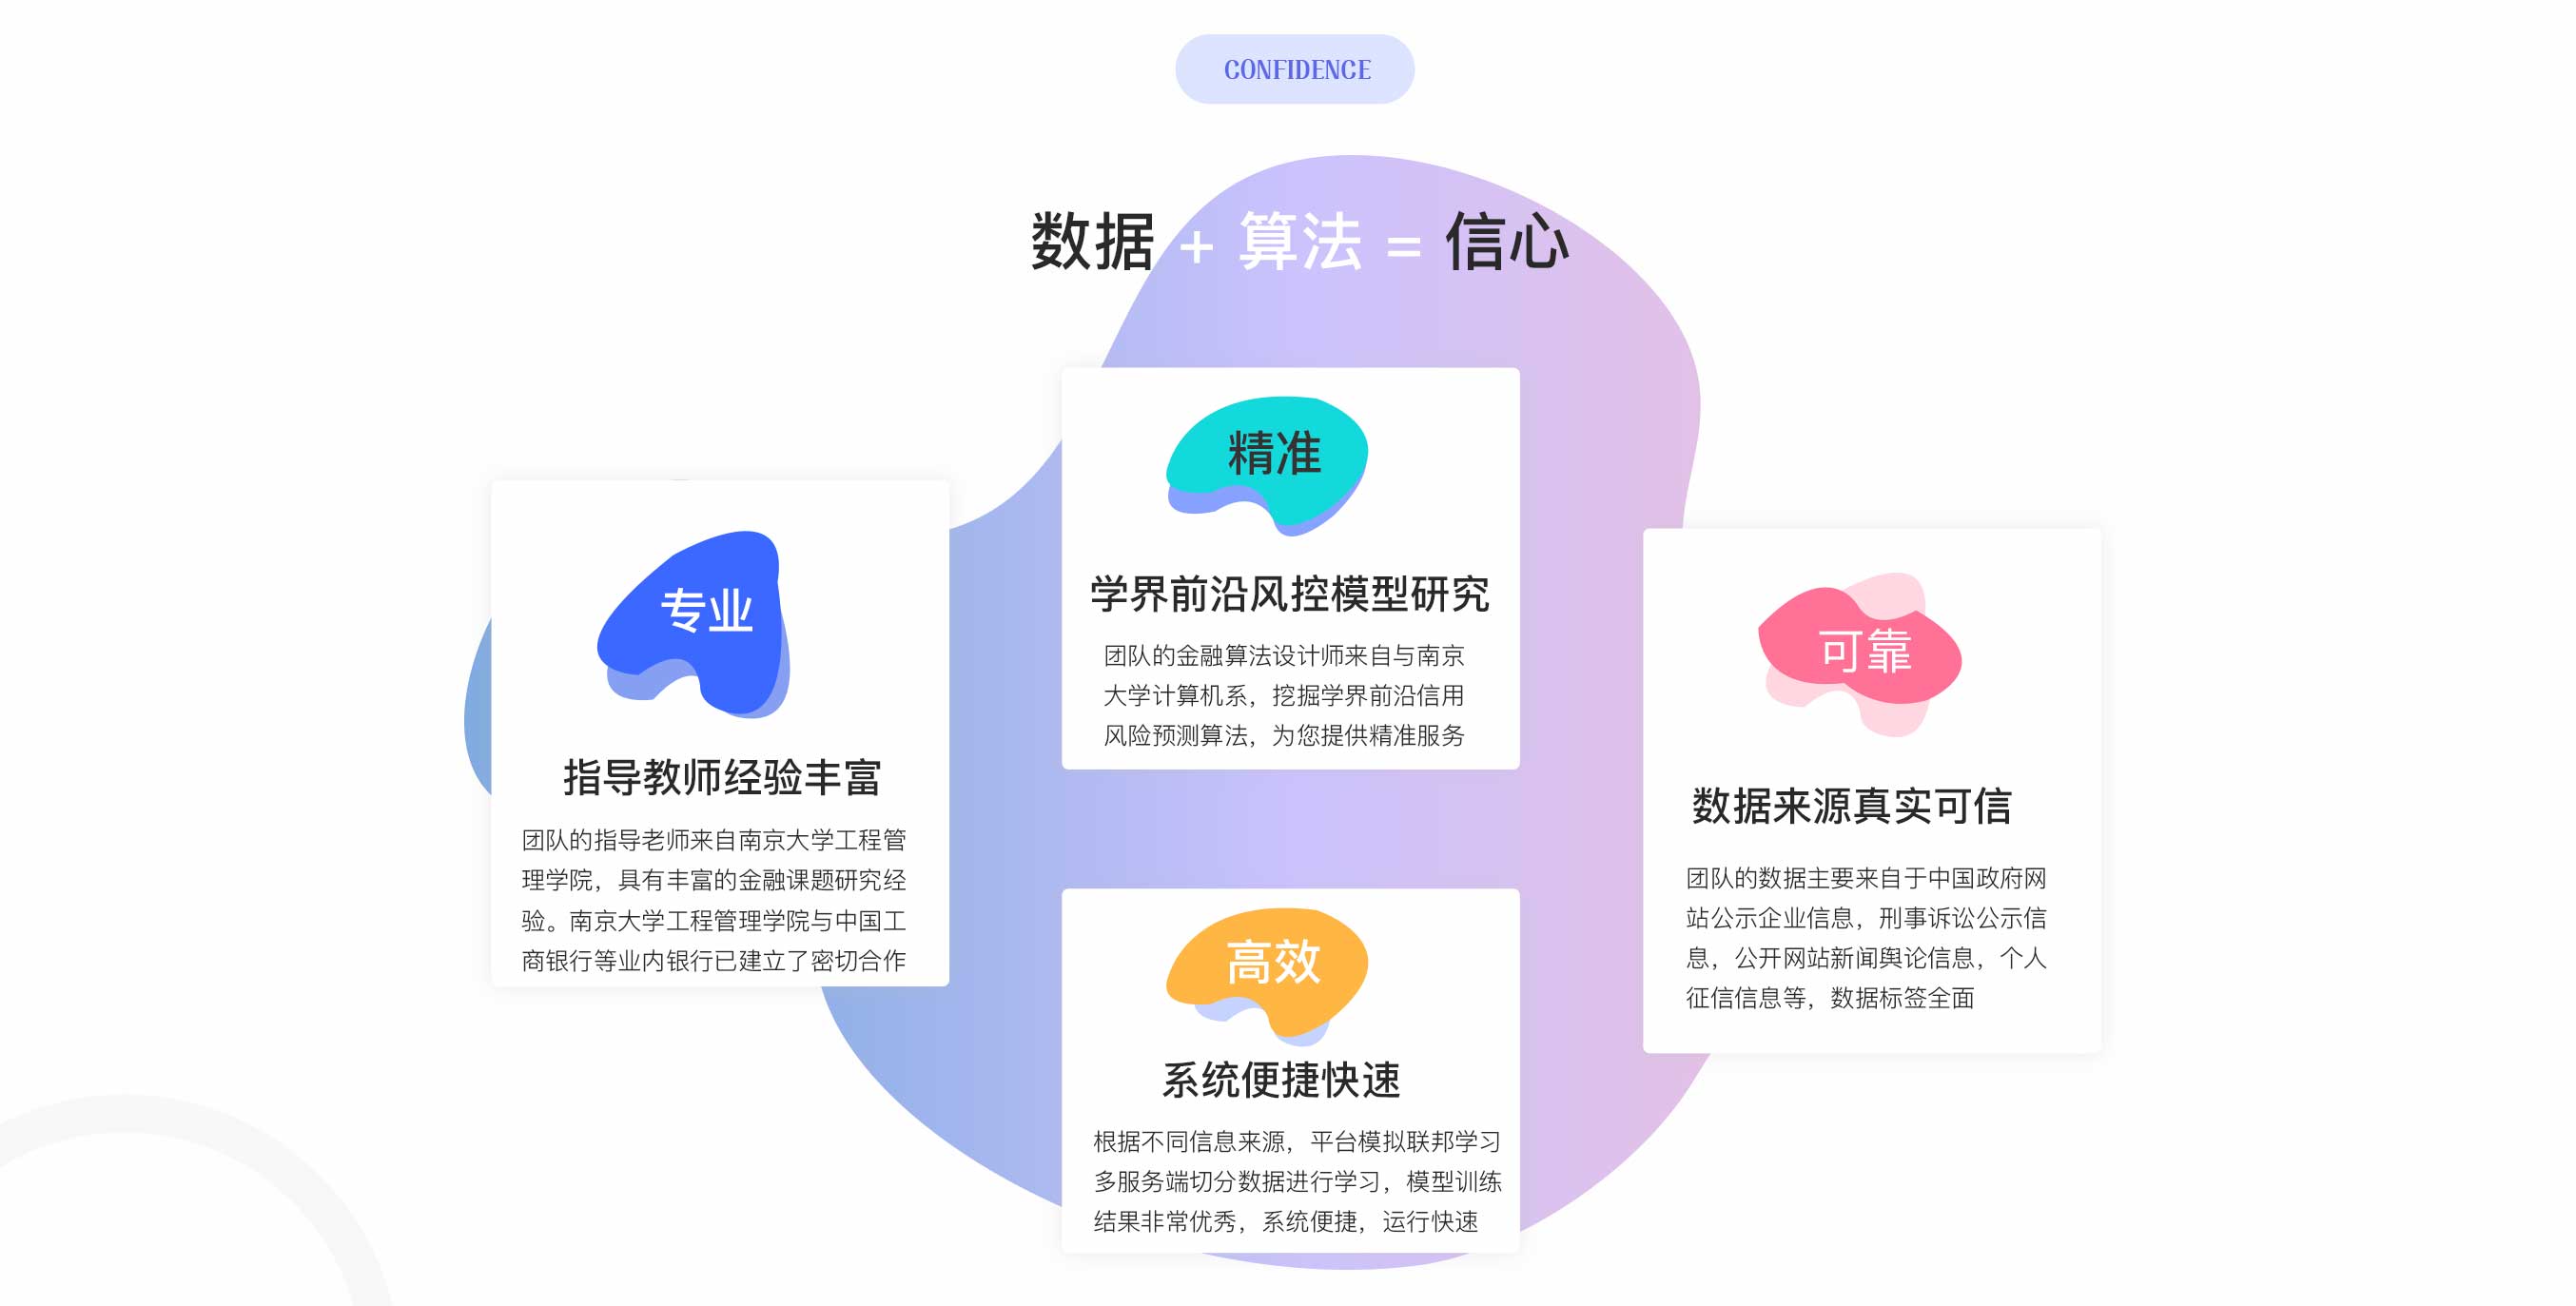 CONFIDENCE
数据 + 算法 = 信心
专业
指导教师经验丰富
团队的指导老师来自南京大学工程管
理学院，具有丰富的金融课题研究经
验。南京大学工程管理学院与中国工
商银行等业内银行已建立了密切合作
精准
学界前沿风控模型研究
团队的金融算法设计师来自与南京
大学计算机系，挖掘学界前沿信用
风险预测算法，为您提供精准服务
高效
系统便捷快速
根据不同信息来源，平台模拟联邦学习
多服务端切分数据进行学习，模型训练
结果非常优秀，系统便捷，运行快速
可靠
数据来源真实可信
团队的数据主要来自于中国政府网
站公示企业信息，刑事诉讼公示信
息，公开网站新闻舆论信息，个人
征信信息等，数据标签全面